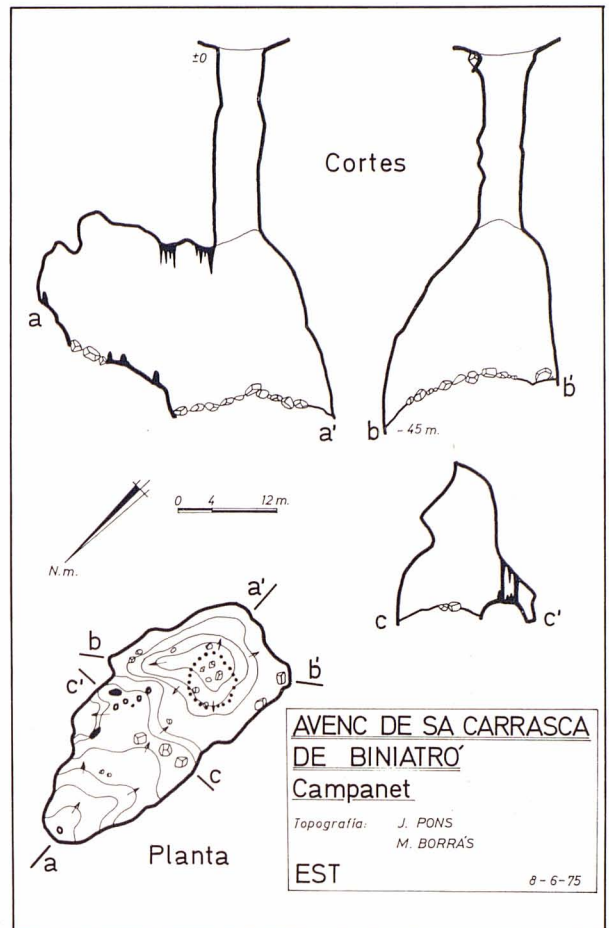 ±0
Cortes
a
a'
b
b'
- 45 m.
N.m.
0 4 12 m.
c
c'
a'
b
b'
c'
c
a
Planta
AVENC DE SA CARRASCA
DE BINIATRÓ
Campanet
Topografía: J. PONS
M. BORRÁS
EST
8-6-75